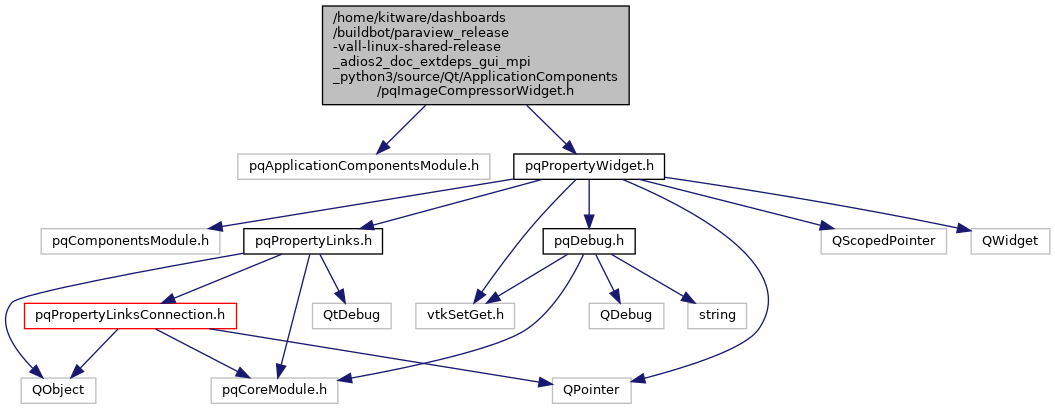 /home/kitware/dashboards
/buildbot/paraview_release
-vall-linux-shared-release
_adios2_doc_extdeps_gui_mpi
_python3/source/Qt/ApplicationComponents
/pqImageCompressorWidget.h
pqApplicationComponentsModule.h
pqPropertyWidget.h
pqComponentsModule.h
pqPropertyLinks.h
pqDebug.h
QScopedPointer
QWidget
pqPropertyLinksConnection.h
QtDebug
vtkSetGet.h
QDebug
string
QObject
pqCoreModule.h
QPointer